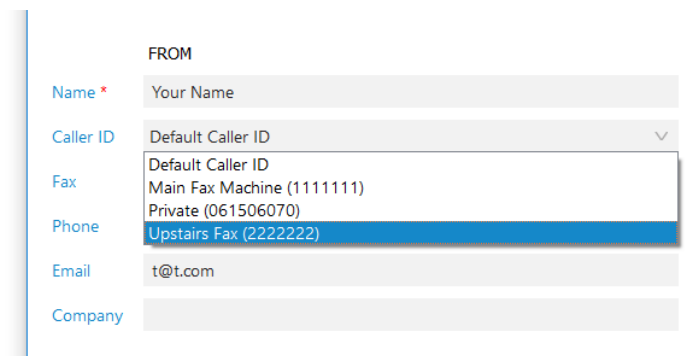 FROM
Name * Your Name
Caller ID Default Caller ID
Default Caller ID
Fax Main Fax Machine (1111111)
Private (061506070)
Phone Upstairs Fax (2222222)
Email t@t.com
Company